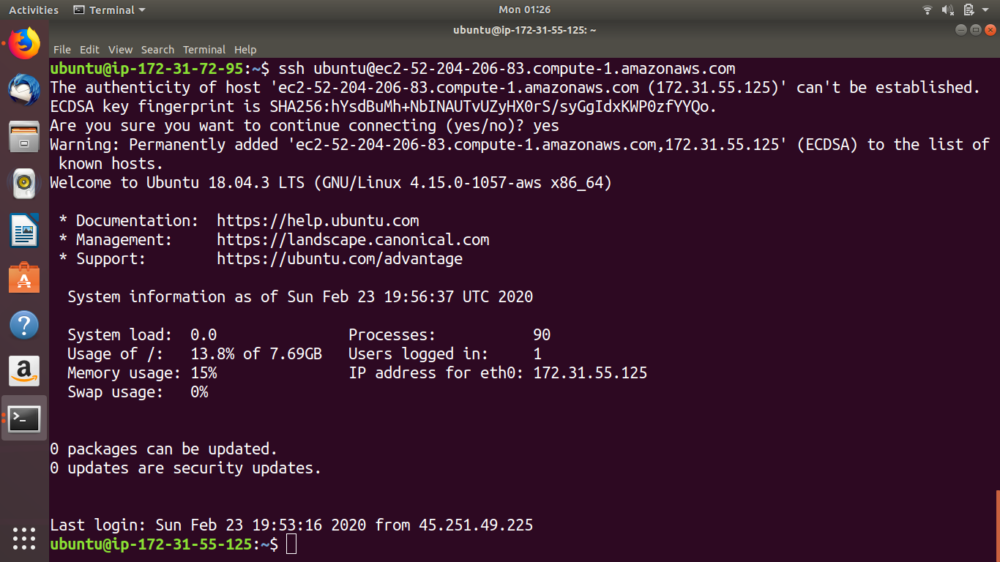 Activities Terminal Mon 01:26
ubuntu@ip-172-31-55-125: ~
File Edit View Search Terminal Help
ubuntu@ip-172-31-72-95:~$ ssh ubuntu@ec2-52-204-206-83.compute-1.amazonaws.com
The authenticity of host 'ec2-52-204-206-83.compute-1.amazonaws.com (172.31.55.125)' can't be established.
ECDSA key fingerprint is SHA256:hYsdBuMh+NbINAUTvUZyHX0rS/syGgIdxKWP0zfYYQo.
Are you sure you want to continue connecting (yes/no)? yes
Warning: Permanently added 'ec2-52-204-206-83.compute-1.amazonaws.com,172.31.55.125' (ECDSA) to the list of
 known hosts.
Welcome to Ubuntu 18.04.3 LTS (GNU/Linux 4.15.0-1057-aws x86_64)

 * Documentation:  https://help.ubuntu.com
 * Management:     https://landscape.canonical.com
 * Support:        https://ubuntu.com/advantage

  System information as of Sun Feb 23 19:56:37 UTC 2020

  System load:  0.0               Processes:           90
  Usage of /:   13.8% of 7.69GB   Users logged in:     1
  Memory usage: 15%               IP address for eth0: 172.31.55.125
  Swap usage:   0%

0 packages can be updated.
0 updates are security updates.

Last login: Sun Feb 23 19:53:16 2020 from 45.251.49.225
ubuntu@ip-172-31-55-125:~$